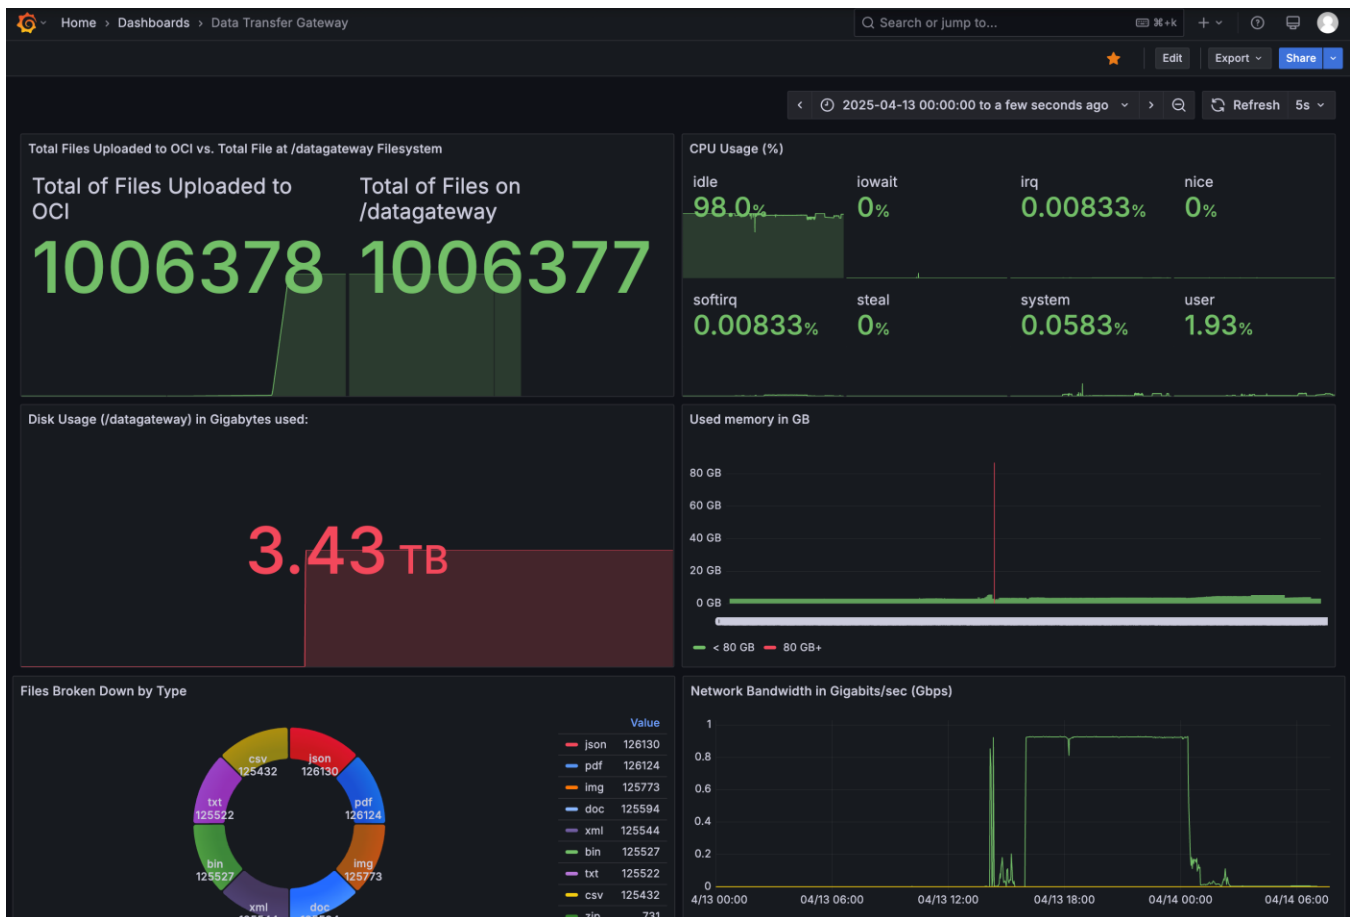 Home › Dashboards › Data Transfer Gateway
Search or jump to...
⌘+k
Edit
Export
Share
2025-04-13 00:00:00 to a few seconds ago
Refresh
5s
Total Files Uploaded to OCI vs. Total File at /datagateway Filesystem
Total of Files Uploaded to
OCI
1006378
Total of Files on
/datagateway
1006377
CPU Usage (%)
idle
98.0%
iowait
0%
irq
0.00833%
nice
0%
softirq
0.00833%
steal
0%
system
0.0583%
user
1.93%
Disk Usage (/datagateway) in Gigabytes used:
3.43 TB
Used memory in GB
80 GB
60 GB
40 GB
20 GB
0 GB
< 80 GB
80 GB+
Files Broken Down by Type
csv
125432
json
126130
txt
125522
pdf
126124
bin
125527
img
125773
xml
doc
Value
json 126130
pdf 126124
img 125773
doc 125594
xml 125544
bin 125527
txt 125522
csv 125432
zip 731
Network Bandwidth in Gigabits/sec (Gbps)
1
0.8
0.6
0.4
0.2
0
4/13 00:00
04/13 06:00
04/13 12:00
04/13 18:00
04/14 00:00
04/14 06:00